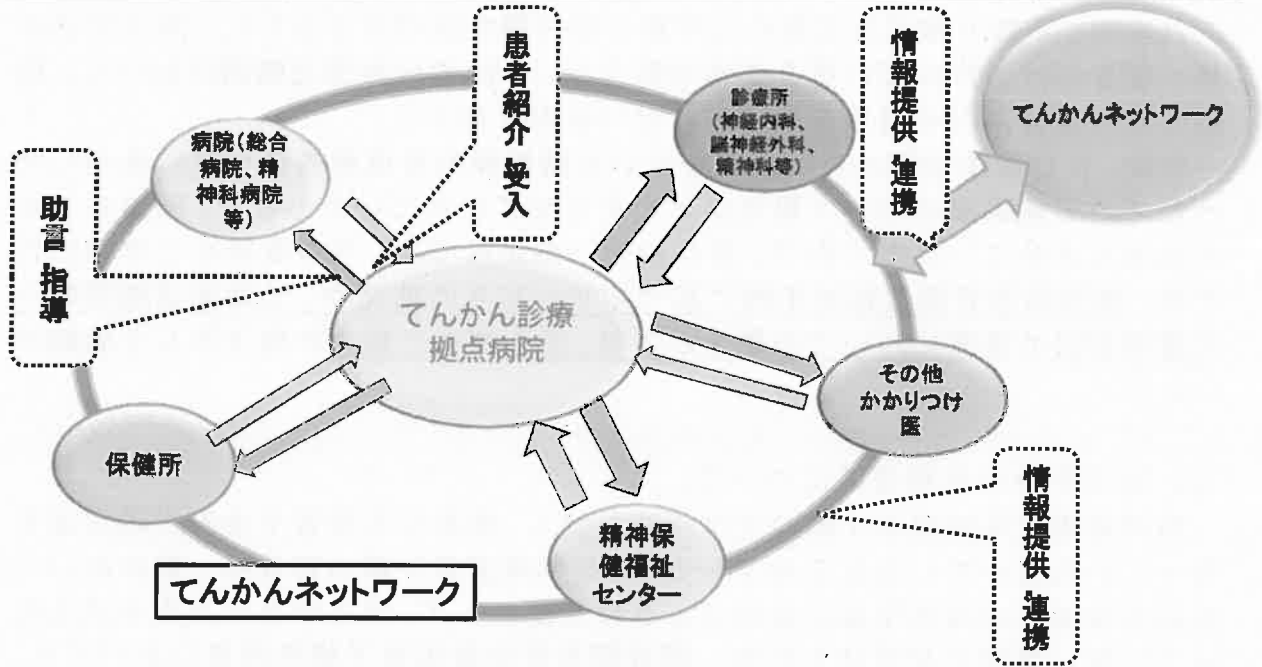 患者紹介・受入
情報提供・連携
てんかんネットワーク
診療所
(神経内科、
脳神経外科、
精神科等)
病院(総合
病院、精
神科病院
等)
助言・指導
てんかん診療
拠点病院
その他
かかりつけ
医
保健所
情報提供・連携
精神保
健福祉
センター
てんかんネットワーク